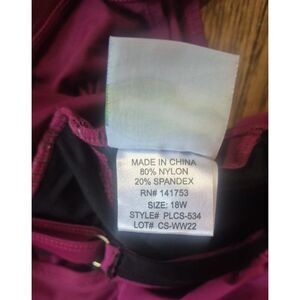 MADE IN CHINA
80% NYLON
20% SPANDEX
RN# 141753
SIZE: 18W
STYLE# PLCS-534
LOT# CS-WW22